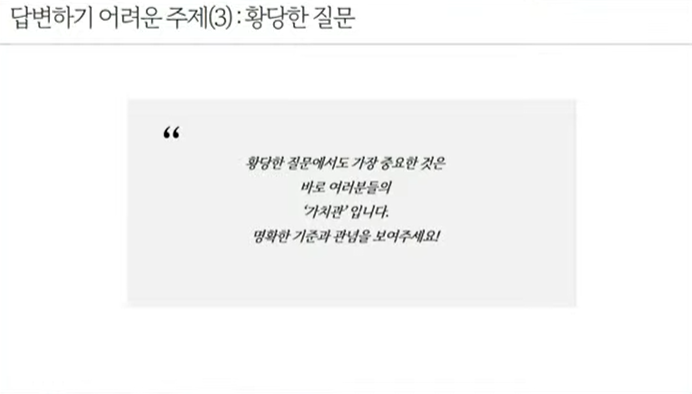 답변하기 어려운 주제(3) : 황당한 질문
“
황당한 질문에서도 가장 중요한 것은
바로 여러분들의
‘가치관’ 입니다.
명확한 기준과 관념을 보여주세요!